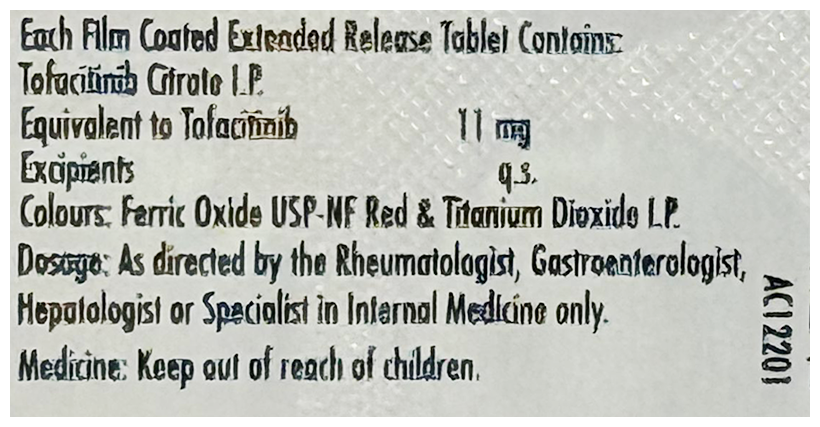 Each Film Coated Extended Release Tablet Contains:
Tofacitinib Citrate I.P.
Equivalent to Tofacitinib 11 mg
Excipients q.s.
Colours: Ferric Oxide USP-NF Red & Titanium Dioxide I.P.
Dosage: As directed by the Rheumatologist, Gastroenterologist,
Hepatologist or Specialist in Internal Medicine only.
Medicine: Keep out of reach of children.
ACI2201